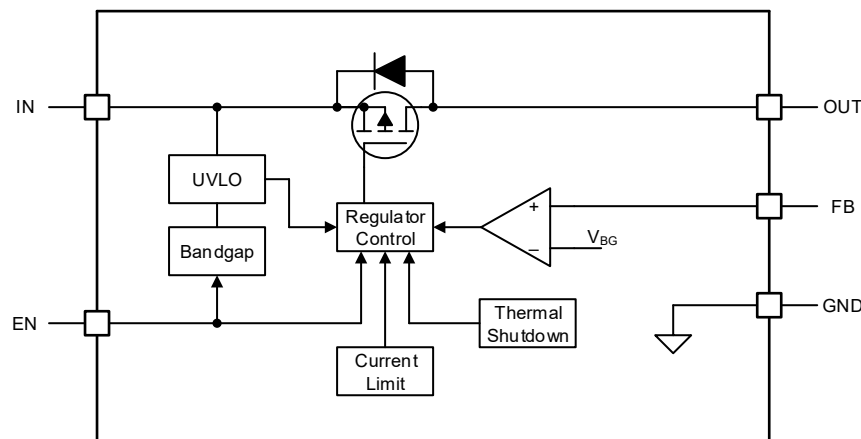 IN
OUT
UVLO
Regulator
Control
+
–
V_BG
FB
Bandgap
EN
GND
Thermal
Shutdown
Current
Limit